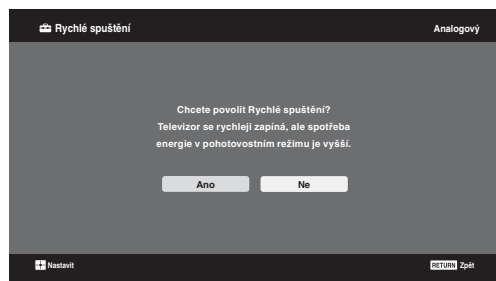 Rychlé spuštění
Analogový
Chcete povolit Rychlé spuštění?
Televizor se rychleji zapíná, ale spotřeba
energie v pohotovostním režimu je vyšší.
Ano
Ne
Nastavit
RETURN Zpět